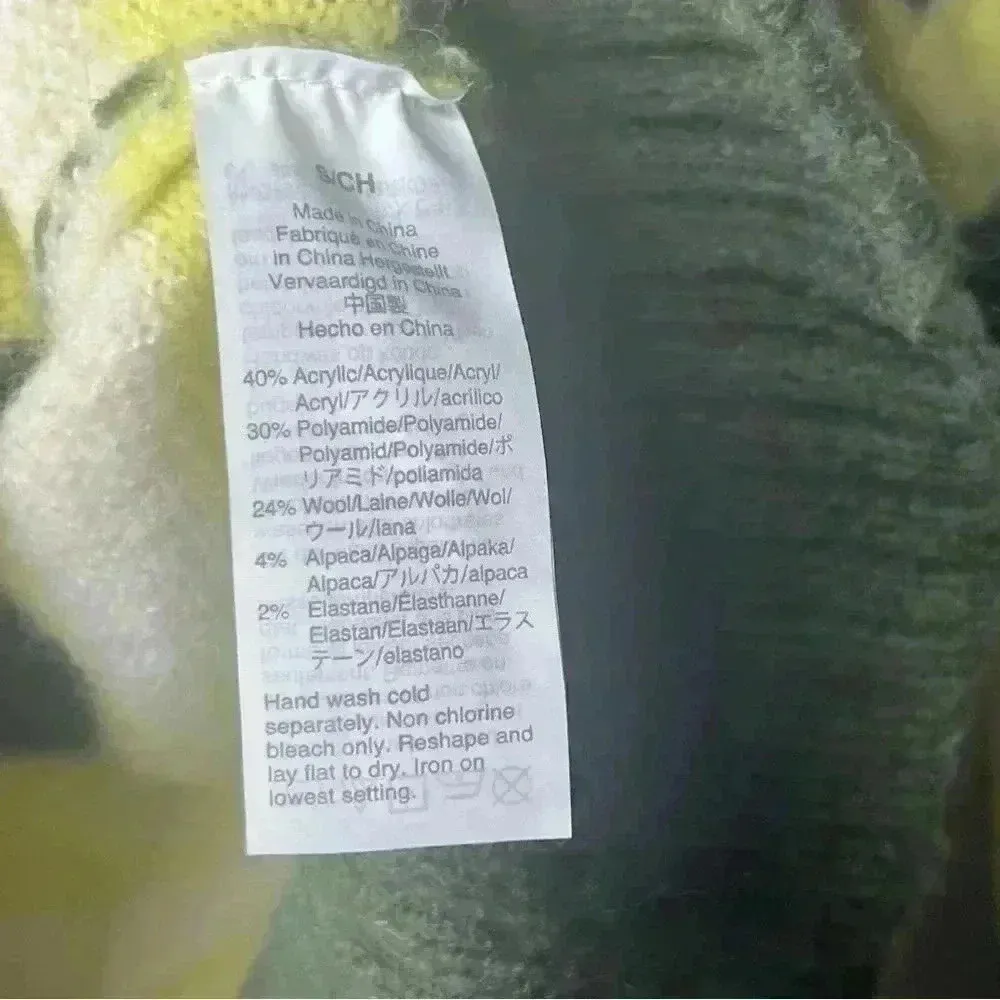 S/CH
Made in China
Fabriqué en Chine
in China Hergestellt
Vervaardigd in China
中国製
Hecho en China
40% Acrylic/Acrylique/Acryl/
Acryl/アクリル/acrilico
30% Polyamide/Polyamide/
Polyamid/Polyamide/ポ
リアミド/poliamida
24% Wool/Laine/Wolle/Wol/
ウール/lana
4% Alpaca/Alpaga/Alpaka/
Alpaca/アルパカ/alpaca
2% Elastane/Élasthanne/
Elastan/Elastaan/エラス
テーン/elastano
Hand wash cold
separately. Non chlorine
bleach only. Reshape and
lay flat to dry. Iron on
lowest setting.